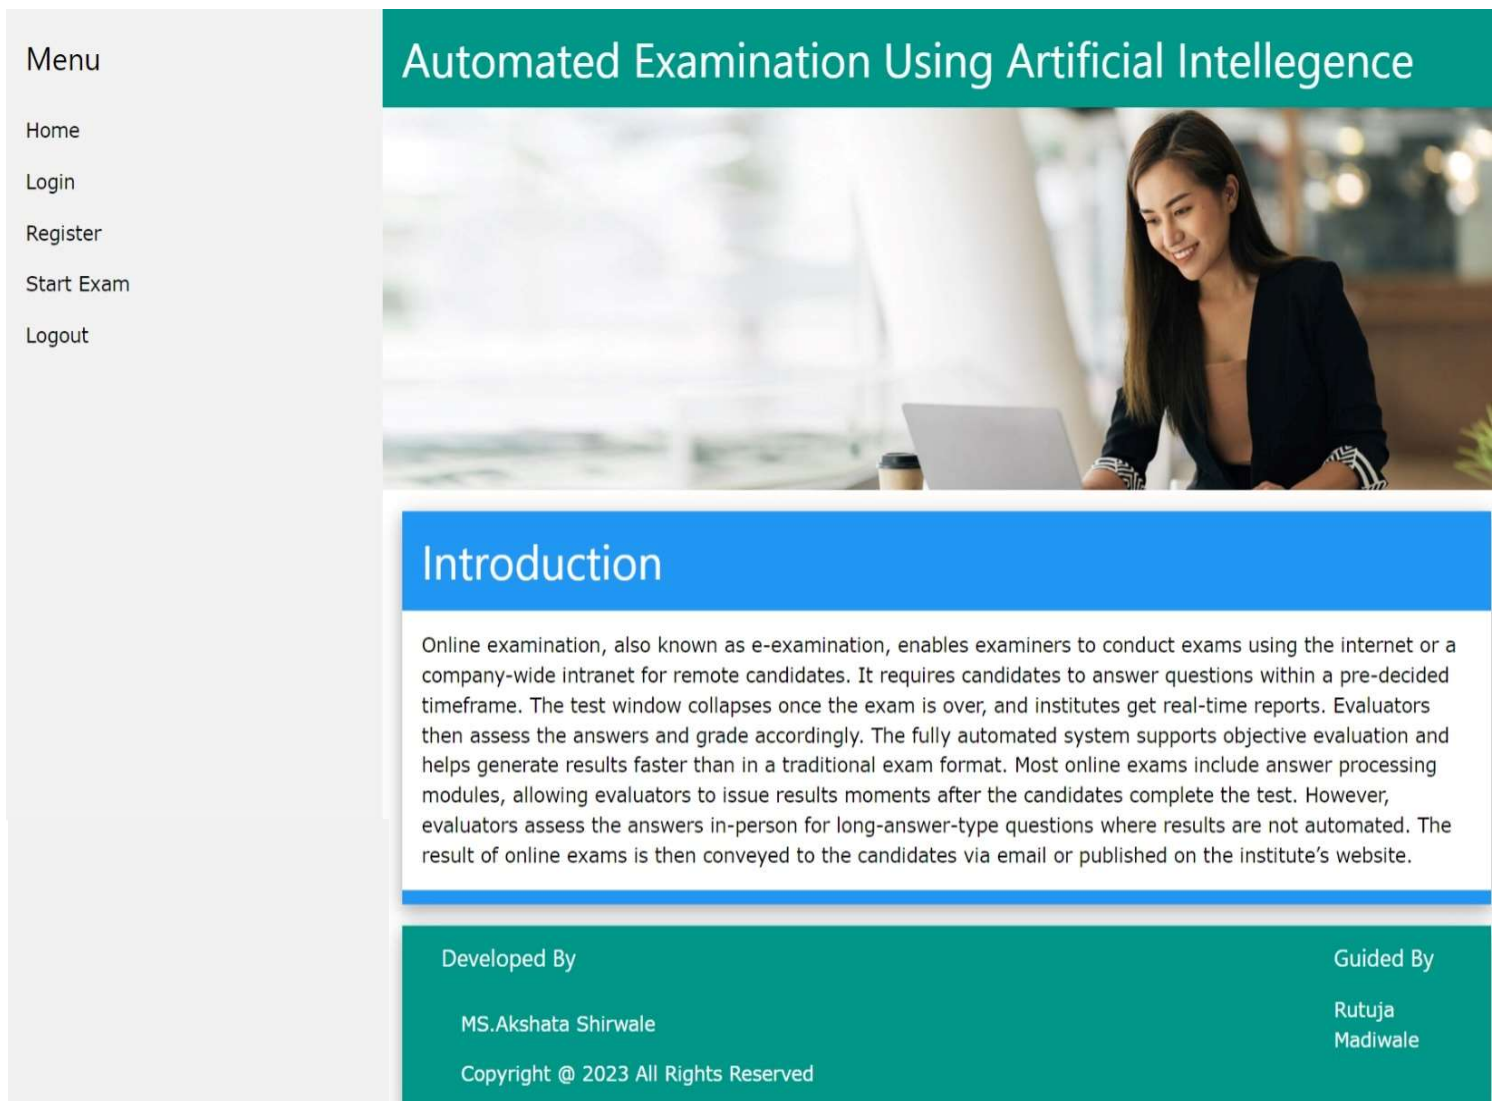 Menu
Home
Login
Register
Start Exam
Logout
Automated Examination Using Artificial Intellegence
Introduction
Online examination, also known as e-examination, enables examiners to conduct exams using the internet or a
company-wide intranet for remote candidates. It requires candidates to answer questions within a pre-decided
timeframe. The test window collapses once the exam is over, and institutes get real-time reports. Evaluators
then assess the answers and grade accordingly. The fully automated system supports objective evaluation and
helps generate results faster than in a traditional exam format. Most online exams include answer processing
modules, allowing evaluators to issue results moments after the candidates complete the test. However,
evaluators assess the answers in-person for long-answer-type questions where results are not automated. The
result of online exams is then conveyed to the candidates via email or published on the institute’s website.
Developed By
MS.Akshata Shirwale
Copyright @ 2023 All Rights Reserved
Guided By
Rutuja
Madiwale